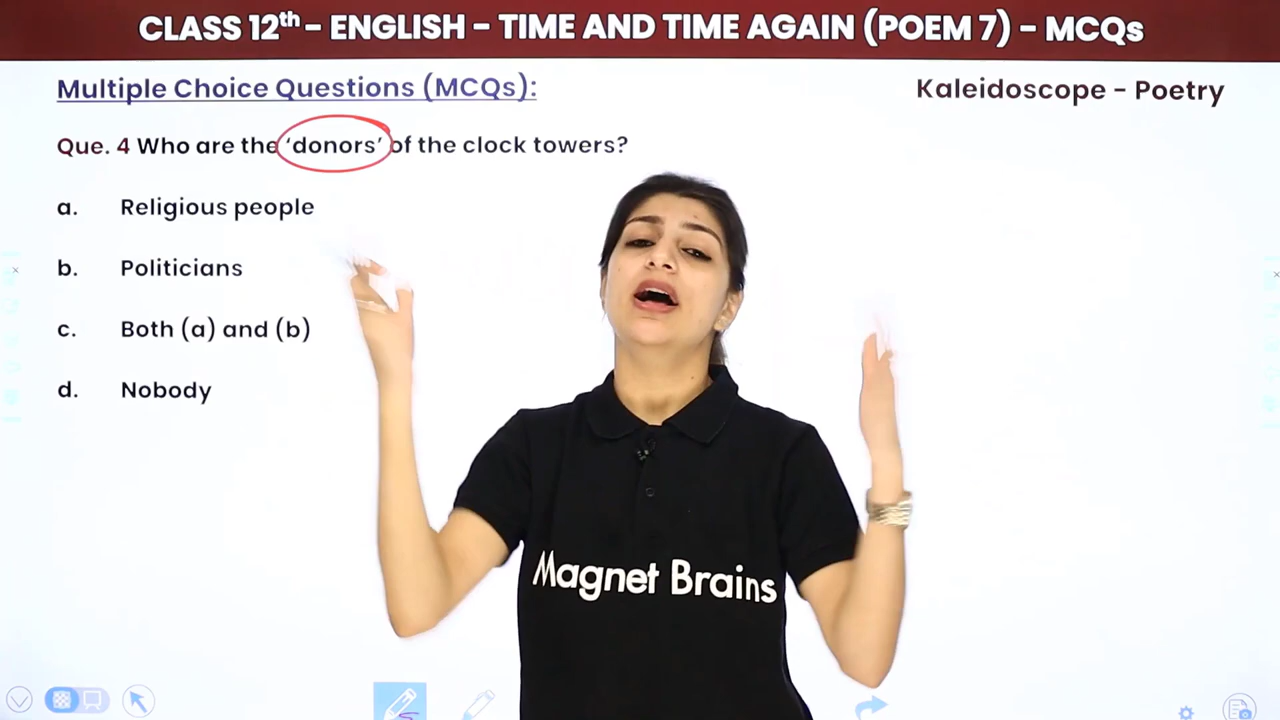 CLASS 12th – ENGLISH – TIME AND TIME AGAIN (POEM 7) – MCQs
Multiple Choice Questions (MCQs):
Kaleidoscope – Poetry
Que. 4 Who are the ‘donors’ of the clock towers?
a. Religious people
b. Politicians
c. Both (a) and (b)
d. Nobody
Magnet Brains